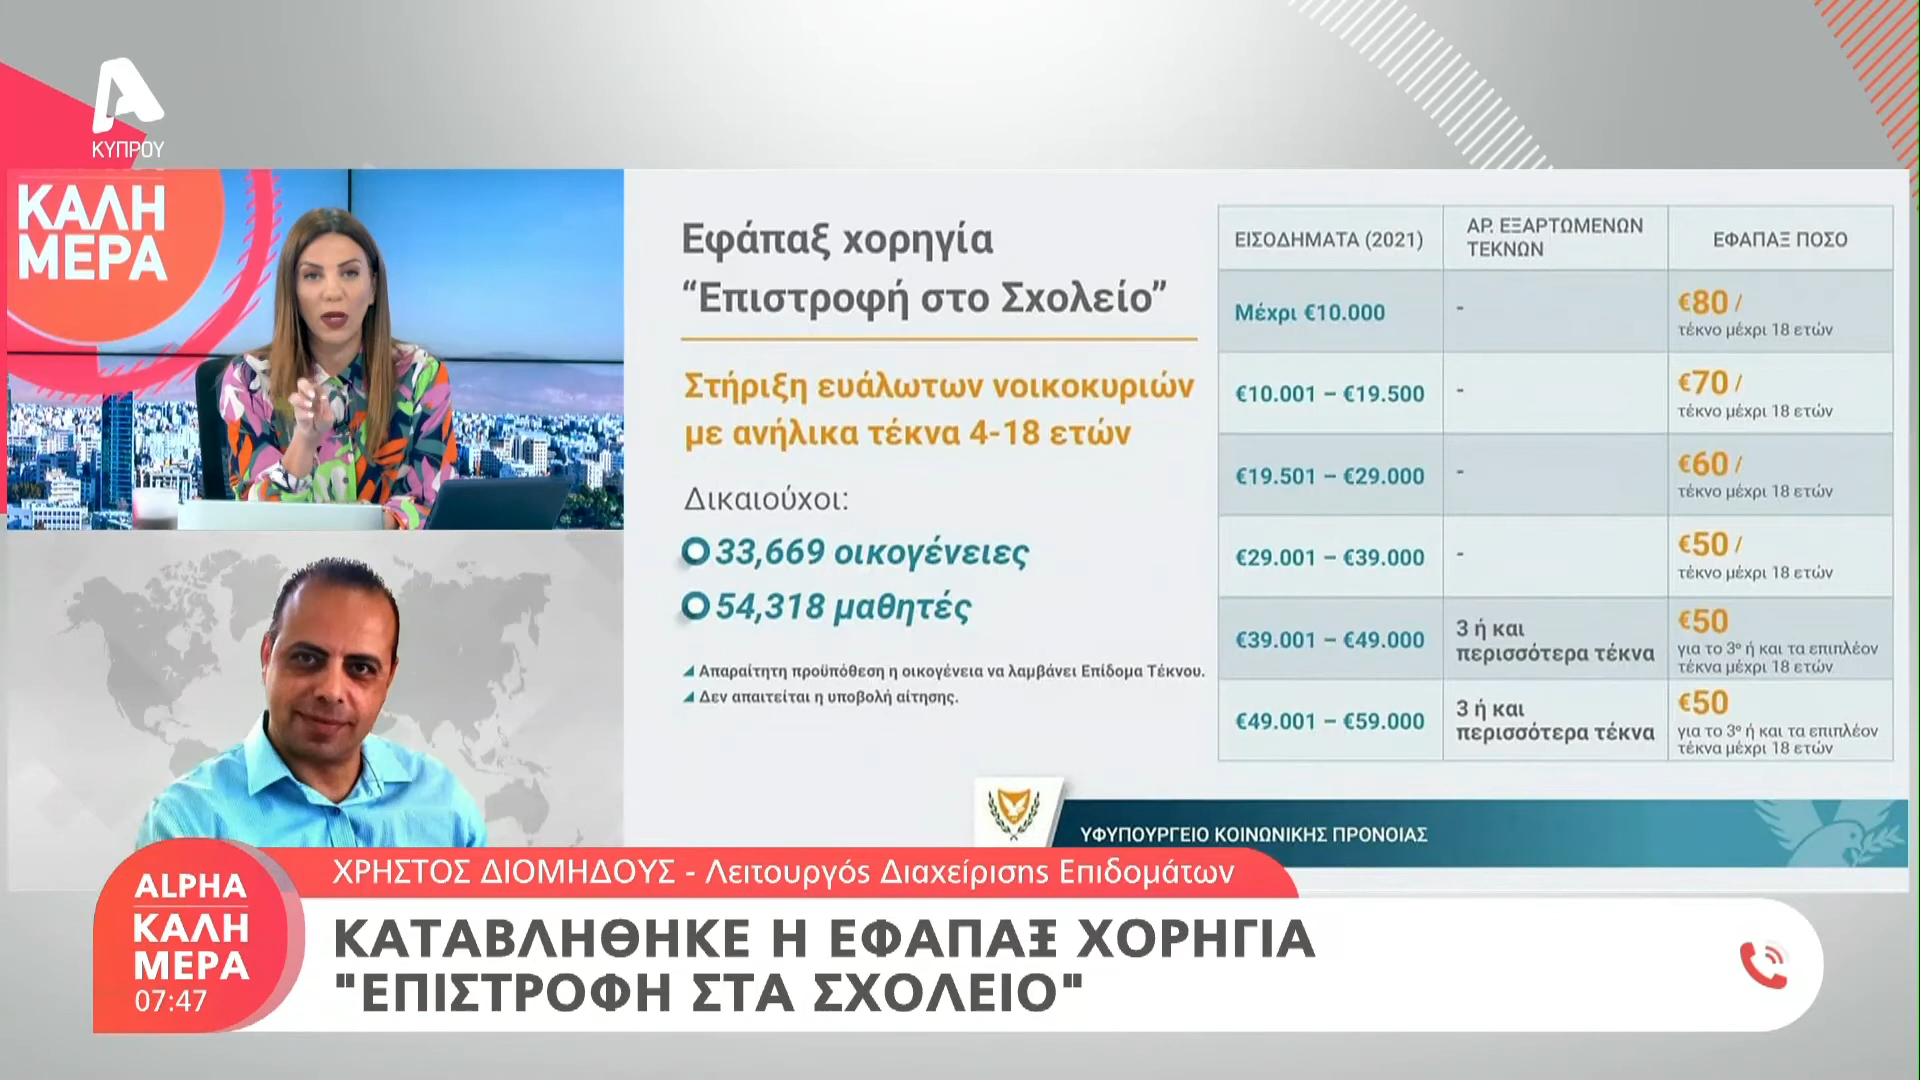 ΚΥΠΡΟΥ
ΚΑΛΗ
ΜΕΡΑ
Εφάπαξ χορηγία
“Επιστροφή στο Σχολείο”
Στήριξη ευάλωτων νοικοκυριών
με ανήλικα τέκνα 4-18 ετών
Δικαιούχοι:
33,669 οικογένειες
54,318 μαθητές
Απαραίτητη προϋπόθεση η οικογένεια να λαμβάνει Επίδομα Τέκνου.
Δεν απαιτείται η υποβολή αίτησης.
ΕΙΣΟΔΗΜΑΤΑ (2021)
ΑΡ. ΕΞΑΡΤΩΜΕΝΩΝ
ΤΕΚΝΩΝ
ΕΦΑΠΑΞ ΠΟΣΟ
Μέχρι €10.000
-
€80 /
τέκνο μέχρι 18 ετών
€10.001 – €19.500
-
€70 /
τέκνο μέχρι 18 ετών
€19.501 – €29.000
-
€60 /
τέκνο μέχρι 18 ετών
€29.001 – €39.000
-
€50 /
τέκνο μέχρι 18 ετών
€39.001 – €49.000
3 ή και
περισσότερα τέκνα
€50
για το 3º ή και τα επιπλέον
τέκνα μέχρι 18 ετών
€49.001 – €59.000
3 ή και
περισσότερα τέκνα
€50
για το 3º ή και τα επιπλέον
τέκνα μέχρι 18 ετών
ΥΦΥΠΟΥΡΓΕΙΟ ΚΟΙΝΩΝΙΚΗΣ ΠΡΟΝΟΙΑΣ
ΧΡΗΣΤΟΣ ΔΙΟΜΗΔΟΥΣ - Λειτουργός Διαχείρισης Επιδομάτων
ALPHA
ΚΑΛΗ
ΜΕΡΑ
07:47
ΚΑΤΑΒΛΗΘΗΚΕ Η ΕΦΑΠΑΞ ΧΟΡΗΓΙΑ
"ΕΠΙΣΤΡΟΦΗ ΣΤΑ ΣΧΟΛΕΙΟ"